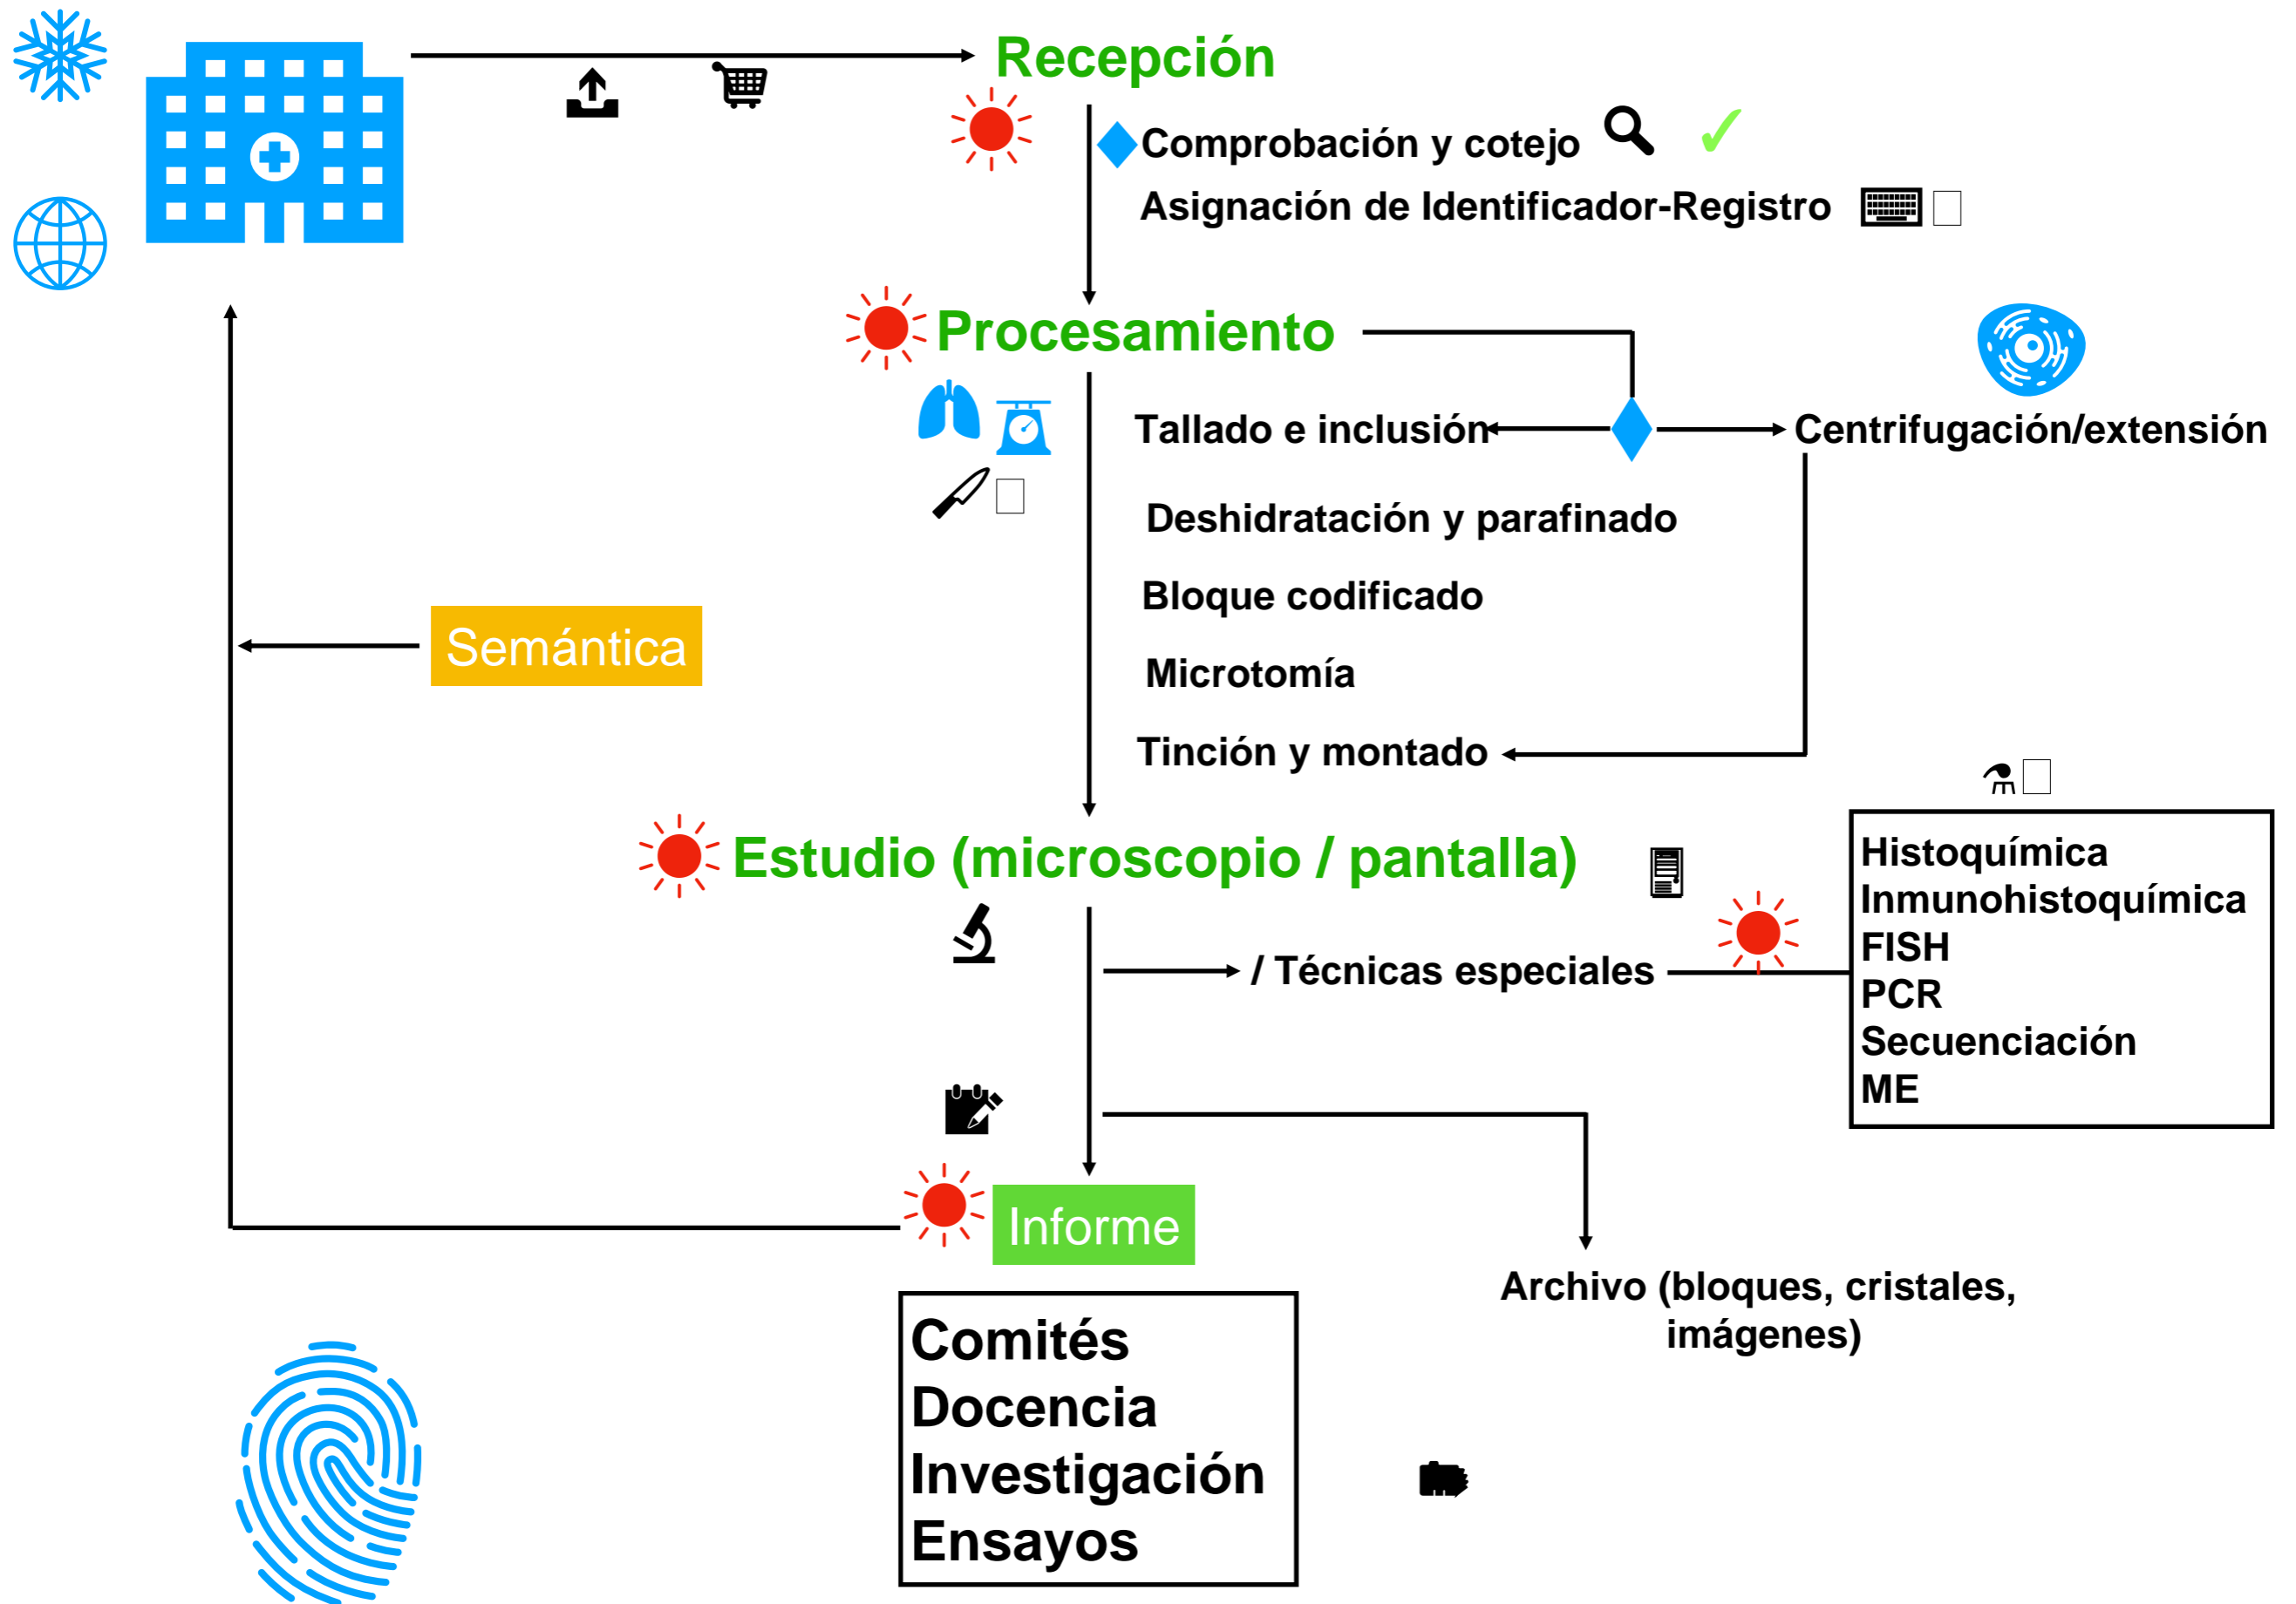 Recepción
Comprobación y cotejo
Asignación de Identificador-Registro
Procesamiento
Tallado e inclusión
Centrifugación/extensión
Deshidratación y parafinado
Bloque codificado
Semántica
Microtomía
Tinción y montado
Estudio (microscopio / pantalla)
Histoquímica
Inmunohistoquímica
FISH
PCR
Secuenciación
ME
/ Técnicas especiales
Informe
Archivo (bloques, cristales,
imágenes)
Comités
Docencia
Investigación
Ensayos